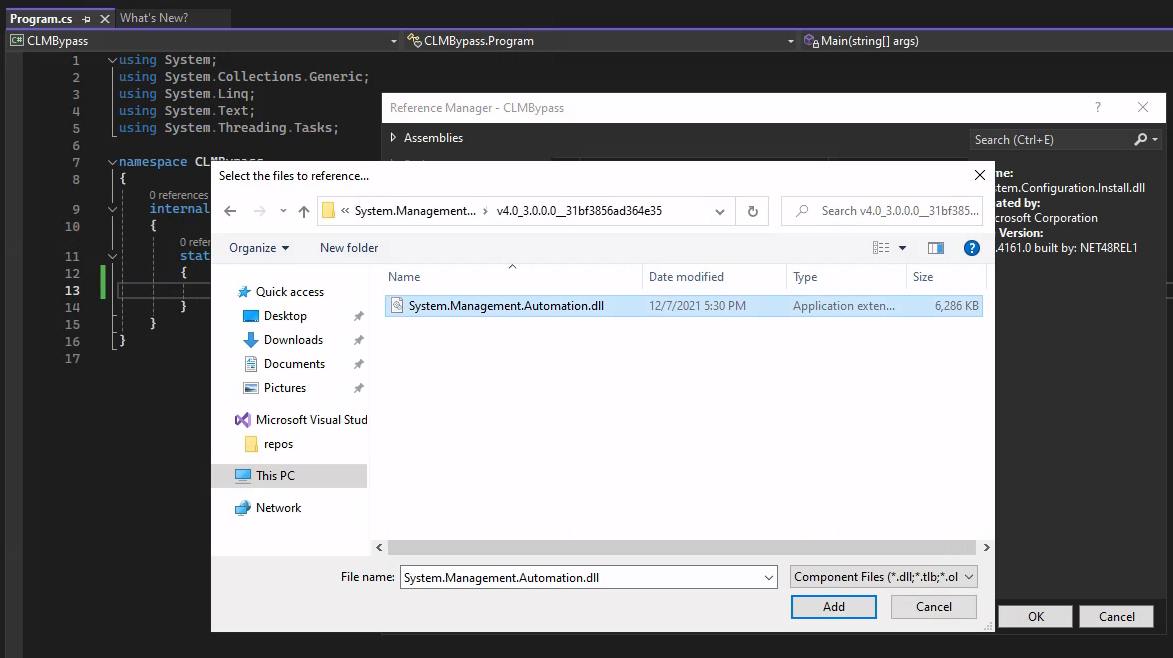 Program.cs
What's New?
CLMBypass
CLMBypass.Program
Main(string[] args)
1 using System;
2 using System.Collections.Generic;
3 using System.Linq;
4 using System.Text;
5 using System.Threading.Tasks;
6
7 namespace CLMBypass
8 {
0 references
9 internal
10 {
0 refer
11 stat
12 {
13
14 }
15 }
16 }
17
Reference Manager - CLMBypass
?
Assemblies
Search (Ctrl+E)
me:
stem.Configuration.Install.dll
ated by:
crosoft Corporation
Version:
.4161.0 built by: NET48REL1
OK
Cancel
Select the files to reference...
« System.Management... › v4.0_3.0.0.0__31bf3856ad364e35
Search v4.0_3.0.0.0__31bf385...
Organize
New folder
?
Name
Date modified
Type
Size
System.Management.Automation.dll
12/7/2021 5:30 PM
Application exten...
6,286 KB
Quick access
Desktop
Downloads
Documents
Pictures
Microsoft Visual Stud
repos
This PC
Network
File name:
System.Management.Automation.dll
Component Files (*.dll;*.tlb;*.ol
Add
Cancel